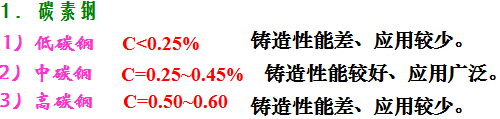 1. 碳素钢
1) 低碳钢 C<0.25% 铸造性能差、应用较少。
2) 中碳钢 C=0.25~0.45% 铸造性能较好、应用广泛。
3) 高碳钢 C=0.50~0.60 铸造性能差、应用较少。